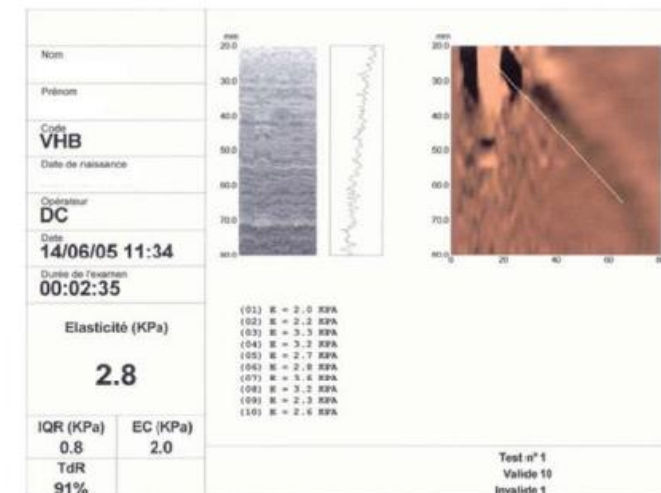 Nom
Prénom
Code
VHB
Date de naissance
Opérateur
DC
Date
14/06/05 11:34
Durée de l'examen
00:02:35
Elasticité (KPa)
2.8
IQR (KPa) EC (KPa)
0.8 2.0
TdR
91%
mm
20.0
30.0
40.0
50.0
60.0
70.0
80.0
mm
20.0
30.0
40.0
50.0
60.0
70.0
80.0
0 20 40 60 80
(01) E = 2.0 KPA
(02) E = 2.2 KPA
(03) E = 3.3 KPA
(04) E = 3.2 KPA
(05) E = 2.7 KPA
(06) E = 2.8 KPA
(07) E = 3.6 KPA
(08) E = 3.2 KPA
(09) E = 2.3 KPA
(10) E = 2.6 KPA
Test n° 1
Valide 10
Invalide 1